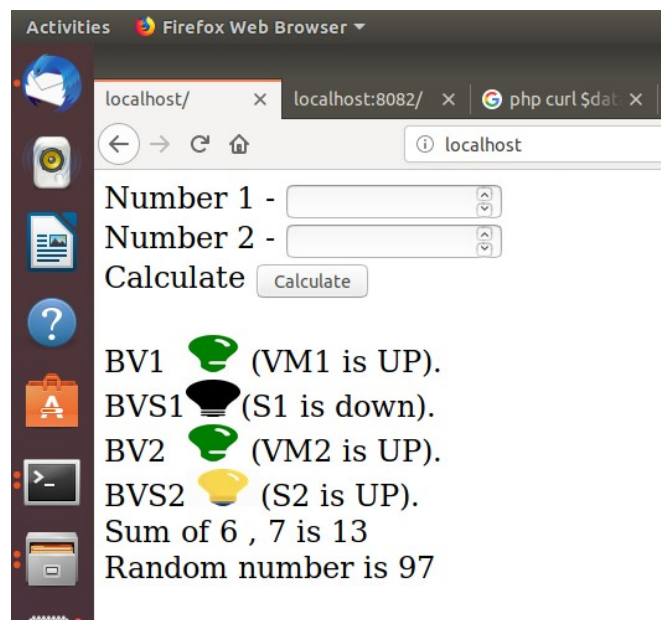 Activities Firefox Web Browser
localhost/ localhost:8082/ php curl $dat
localhost
Number 1 -
Number 2 -
Calculate Calculate
BV1 (VM1 is UP).
BVS1 (S1 is down).
BV2 (VM2 is UP).
BVS2 (S2 is UP).
Sum of 6 , 7 is 13
Random number is 97